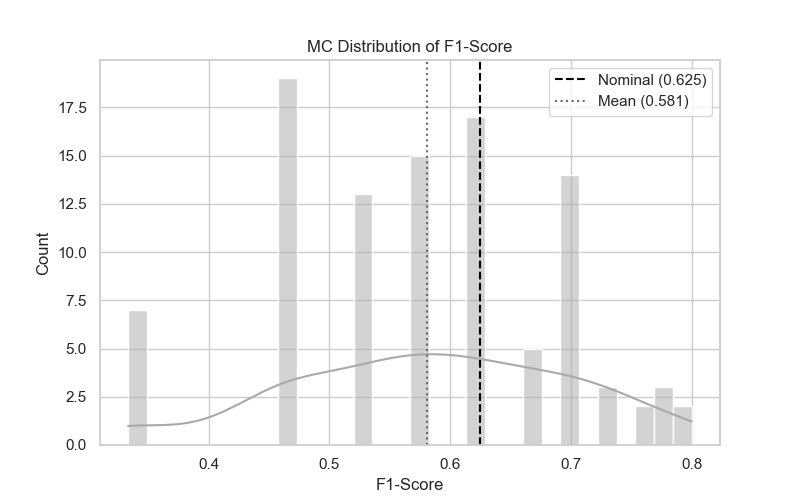 MC Distribution of F1-Score
Nominal (0.625)
Mean (0.581)
17.5
15.0
12.5
10.0
7.5
5.0
2.5
0.0
Count
0.4 0.5 0.6 0.7 0.8
F1-Score